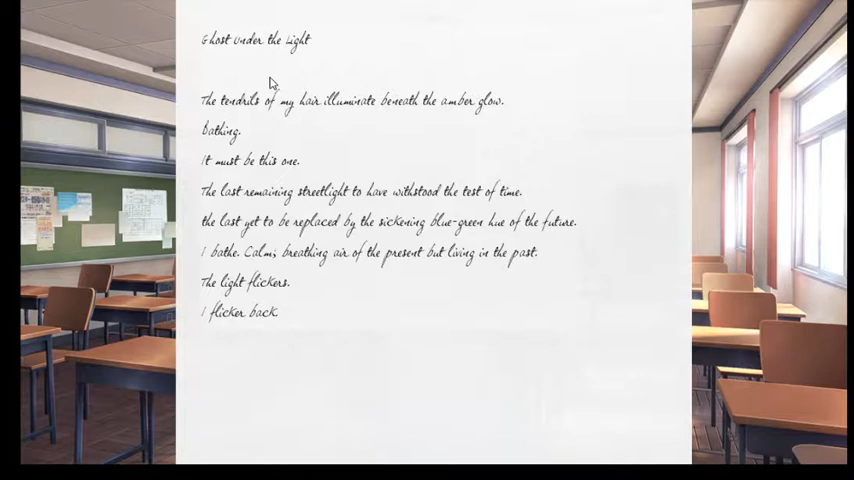 Ghost Under the Light
The tendrils of my hair illuminate beneath the amber glow.
Bathing.
It must be this one.
The last remaining streetlight to have withstood the test of time.
the last yet to be replaced by the sickening blue-green hue of the future.
I bathe. Calm; breathing air of the present but living in the past.
The light flickers.
I flicker back.